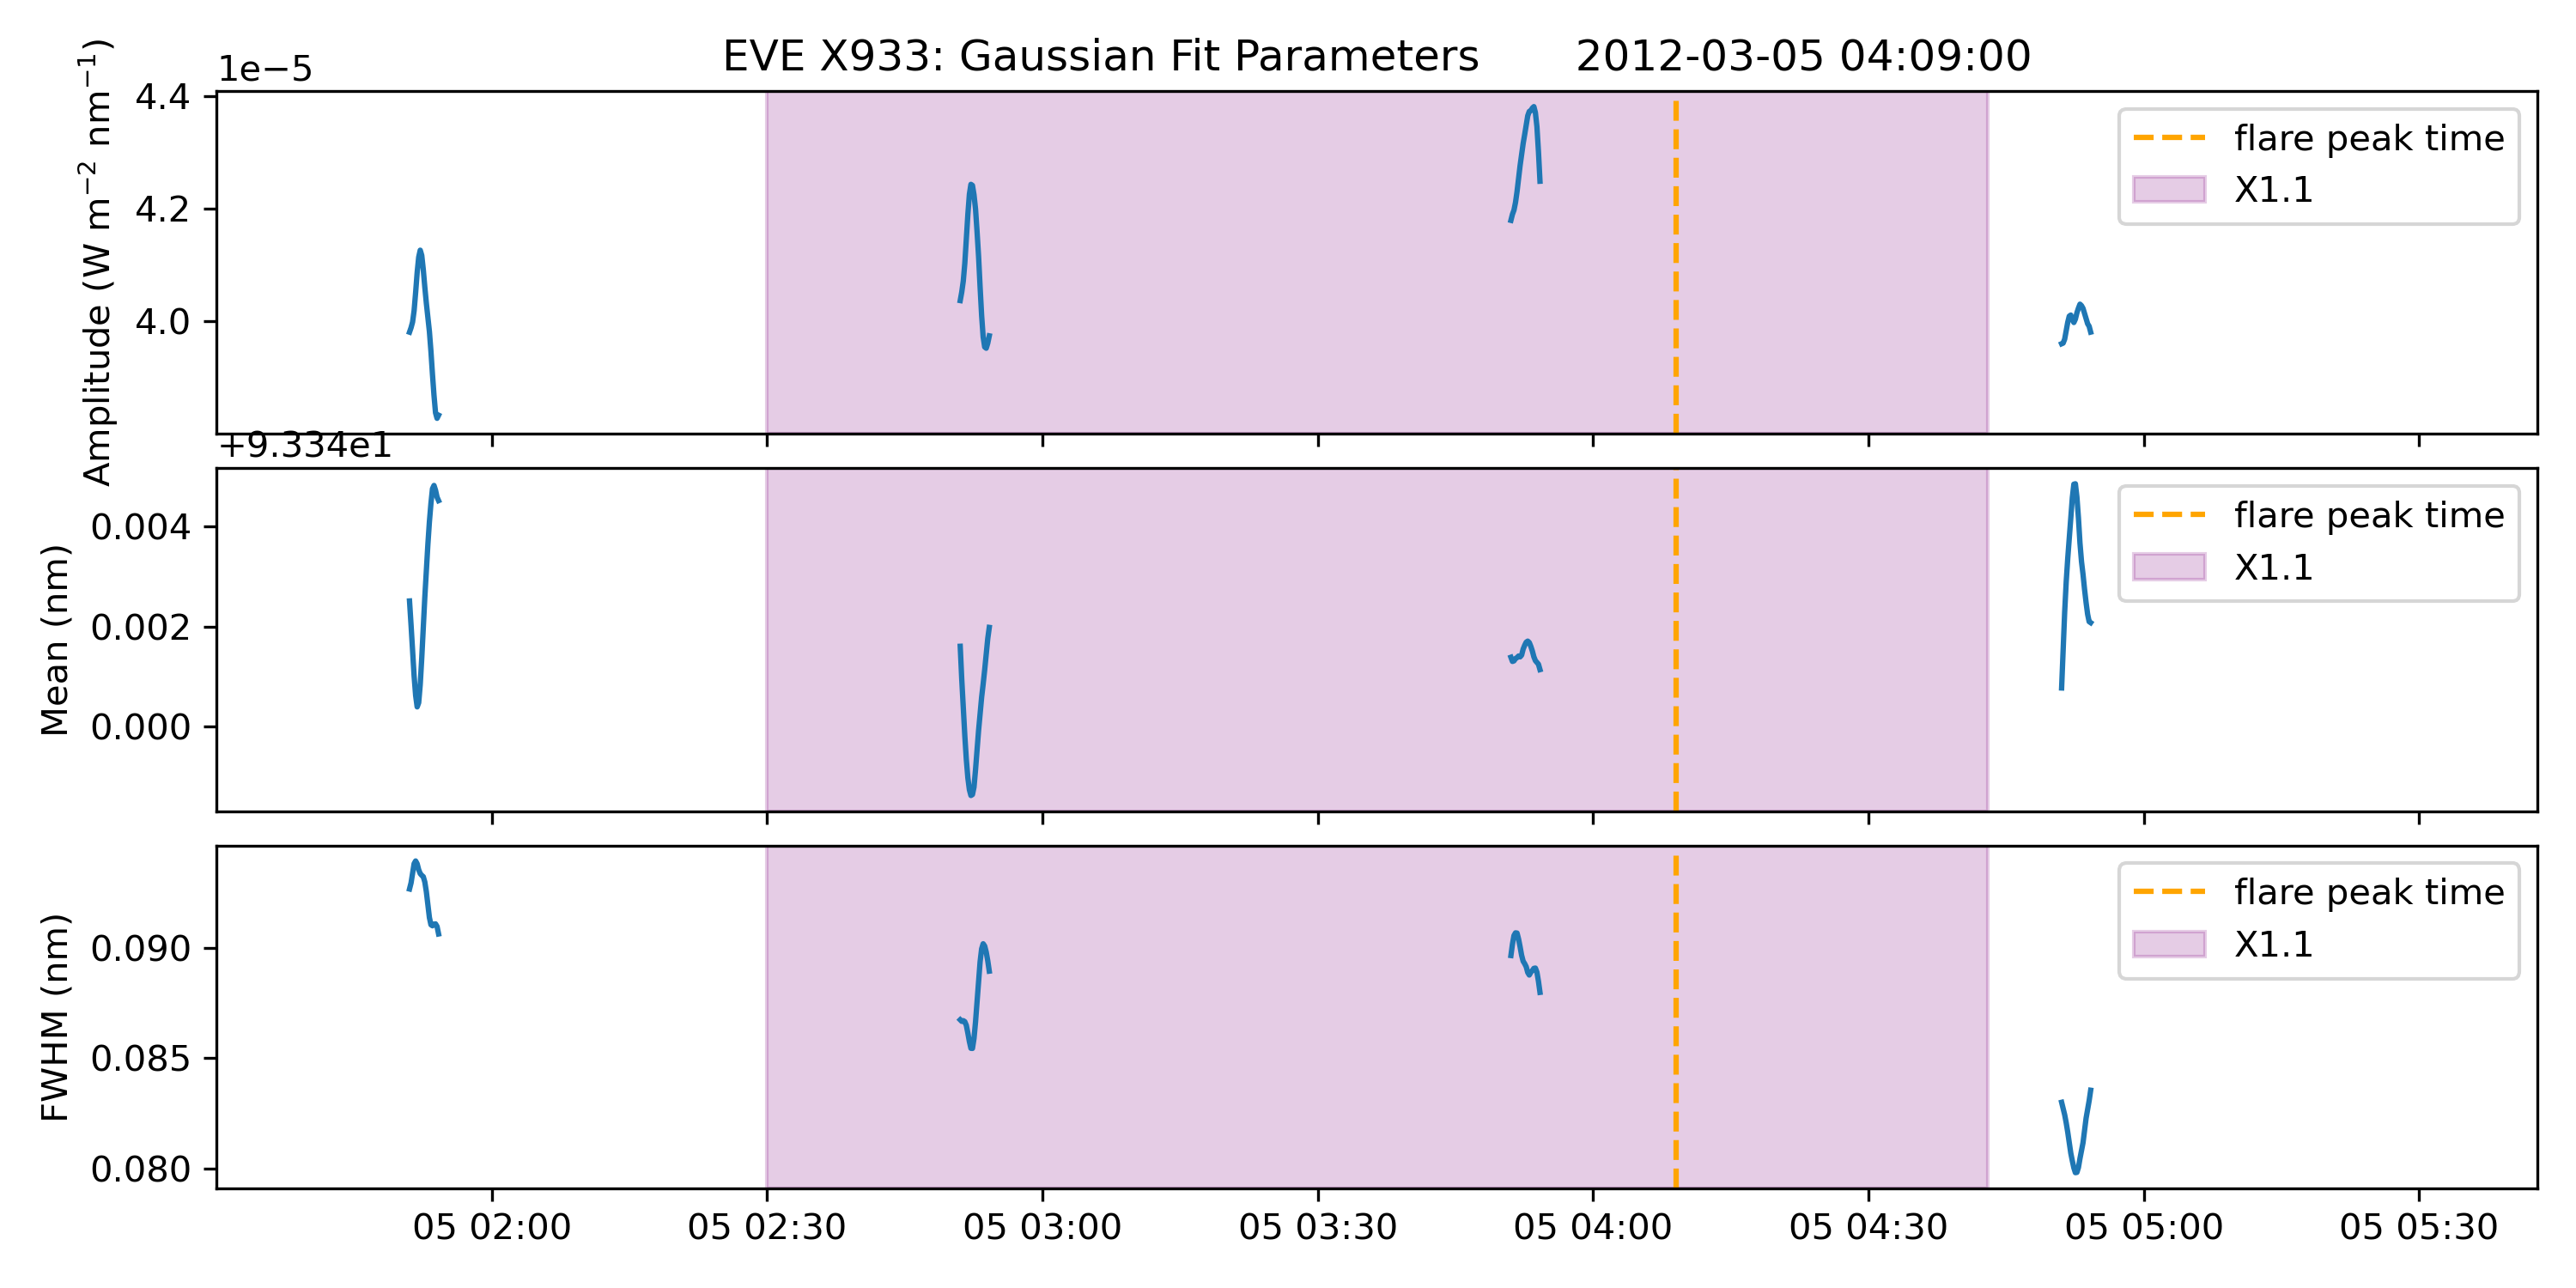 EVE X933: Gaussian Fit Parameters 2012-03-05 04:09:00
1e−5
Amplitude (W m−2 nm−1)
4.4
4.2
4.0
flare peak time
X1.1
+9.334e1
Mean (nm)
0.004
0.002
0.000
flare peak time
X1.1
FWHM (nm)
0.090
0.085
0.080
flare peak time
X1.1
05 02:00 05 02:30 05 03:00 05 03:30 05 04:00 05 04:30 05 05:00 05 05:30